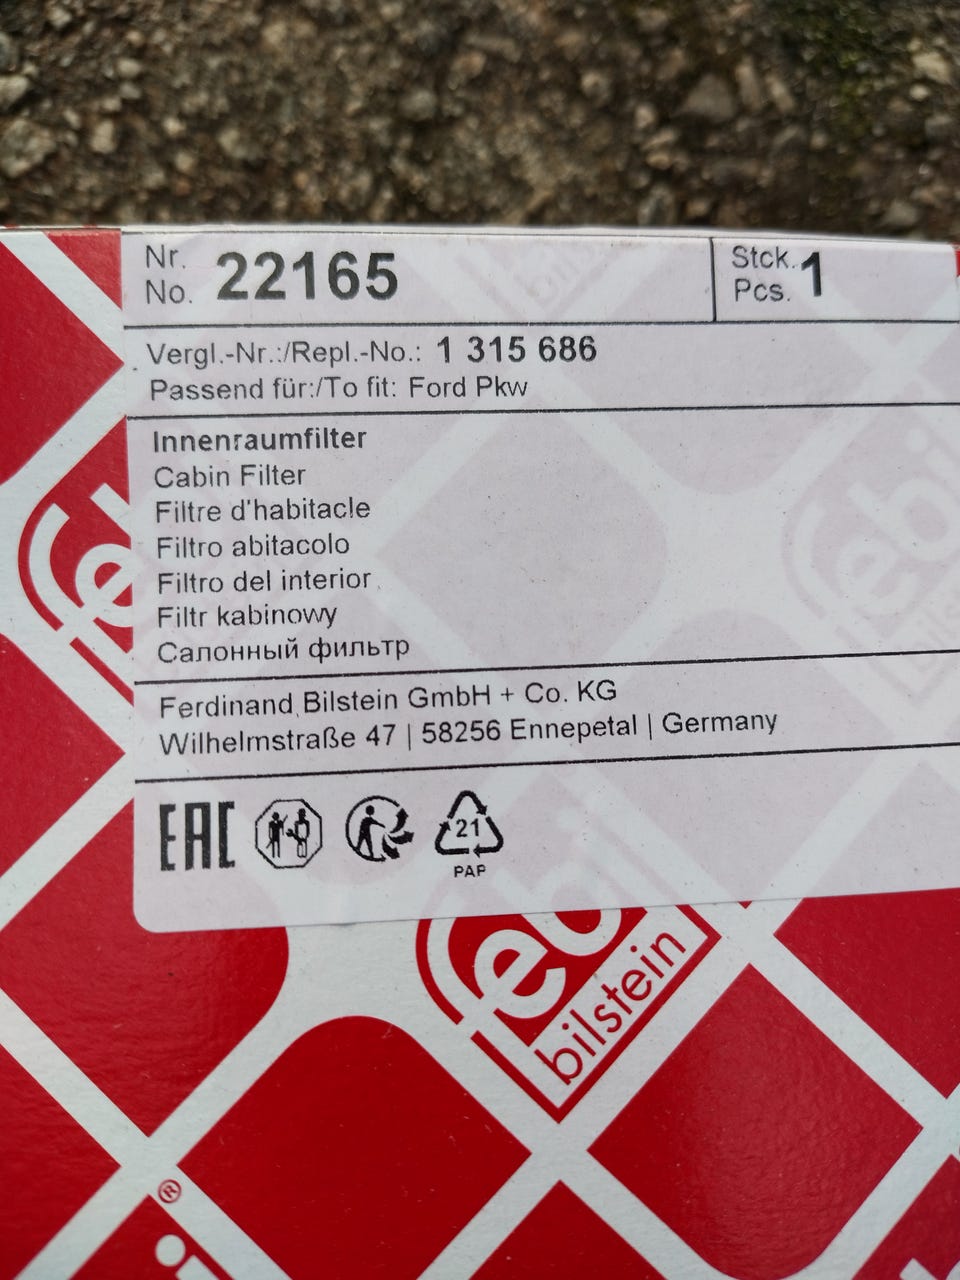 Nr.
No. 22165
Stck.
Pcs. 1
Vergl.-Nr.:/Repl.-No.: 1 315 686
Passend für:/To fit: Ford Pkw
Innenraumfilter
Cabin Filter
Filtre d'habitacle
Filtro abitacolo
Filtro del interior
Filtr kabinowy
Салонный фильтр
Ferdinand Bilstein GmbH + Co. KG
Wilhelmstraße 47 | 58256 Ennepetal | Germany
EAC
21
PAP
febi
bilstein
®